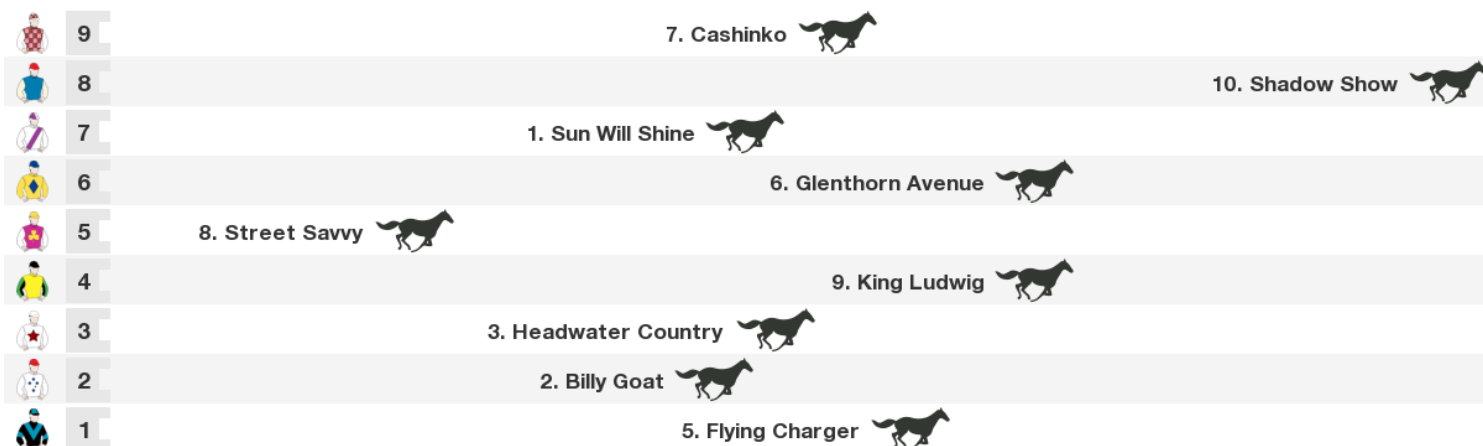 9 7. Cashinko
8 10. Shadow Show
7 1. Sun Will Shine
6 6. Glenthorn Avenue
5 8. Street Savvy
4 9. King Ludwig
3 3. Headwater Country
2 2. Billy Goat
1 5. Flying Charger